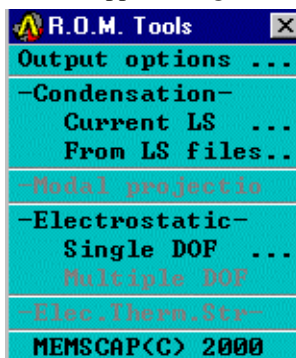 R.O.M. Tools
Output options ...
-Condensation-
Current LS ...
From LS files..
-Modal projectio
-Electrostatic-
Single DOF ...
Multiple DOF
-Elec.Therm.Str-
MEMSCAP(C) 2000